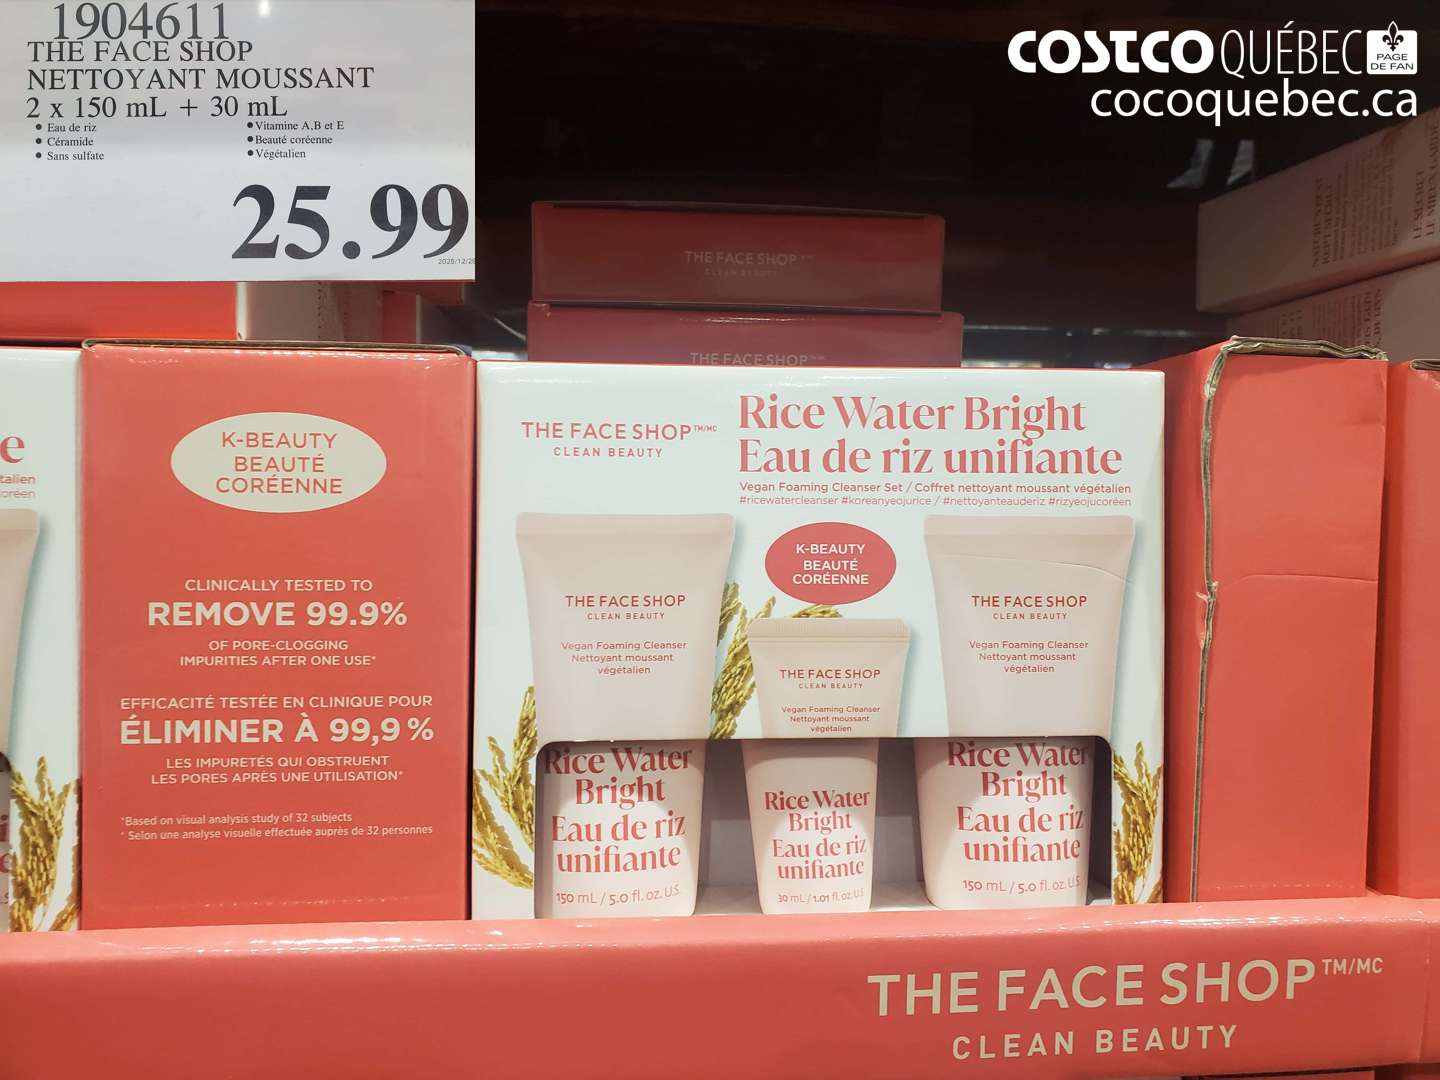 1904611
THE FACE SHOP
NETTOYANT MOUSSANT
2 x 150 mL + 30 mL
• Eau de riz
• Céramide
• Sans sulfate
• Vitamine A,B et E
• Beauté coréenne
• Végétalien
25.99
COSTCO QUÉBEC
PAGE
DE FAN
cocoquebec.ca
THE FACE SHOP
CLEAN BEAUTY
THE FACE SHOP
K-BEAUTY
BEAUTÉ
CORÉENNE
CLINICALLY TESTED TO
REMOVE 99.9%
OF PORE-CLOGGING
IMPURITIES AFTER ONE USE*
EFFICACITÉ TESTÉE EN CLINIQUE POUR
ÉLIMINER À 99,9 %
LES IMPURETÉS QUI OBSTRUENT
LES PORES APRÈS UNE UTILISATION*
*Based on visual analysis study of 32 subjects
* Selon une analyse visuelle effectuée auprès de 32 personnes
THE FACE SHOP TM/MC
CLEAN BEAUTY
Rice Water Bright
Eau de riz unifiante
Vegan Foaming Cleanser Set / Coffret nettoyant moussant végétalien
#ricewatercleanser #koreanyeojurice / #nettoyanteauderiz #rizyeojucoréen
K-BEAUTY
BEAUTÉ
CORÉENNE
THE FACE SHOP
CLEAN BEAUTY
Vegan Foaming Cleanser
Nettoyant moussant
végétalien
Rice Water
Bright
Eau de riz
unifiante
150 mL / 5.0 fl. oz. U.S.
THE FACE SHOP
CLEAN BEAUTY
Vegan Foaming Cleanser
Nettoyant moussant
végétalien
Rice Water
Bright
Eau de riz
unifiante
30 mL / 1.01 fl. oz. U.S.
THE FACE SHOP
CLEAN BEAUTY
Vegan Foaming Cleanser
Nettoyant moussant
végétalien
Rice Water
Bright
Eau de riz
unifiante
150 mL / 5.0 fl. oz. U.S.
THE FACE SHOP TM/MC
CLEAN BEAUTY